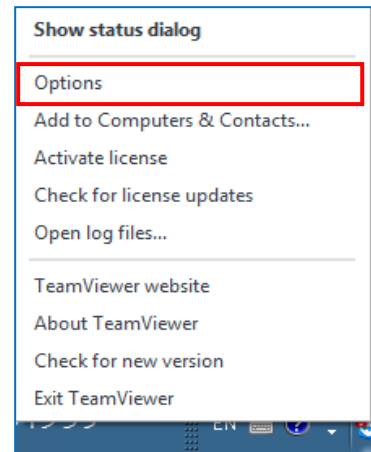 Show status dialog
Options
Add to Computers & Contacts...
Activate license
Check for license updates
Open log files...
TeamViewer website
About TeamViewer
Check for new version
Exit TeamViewer
EN